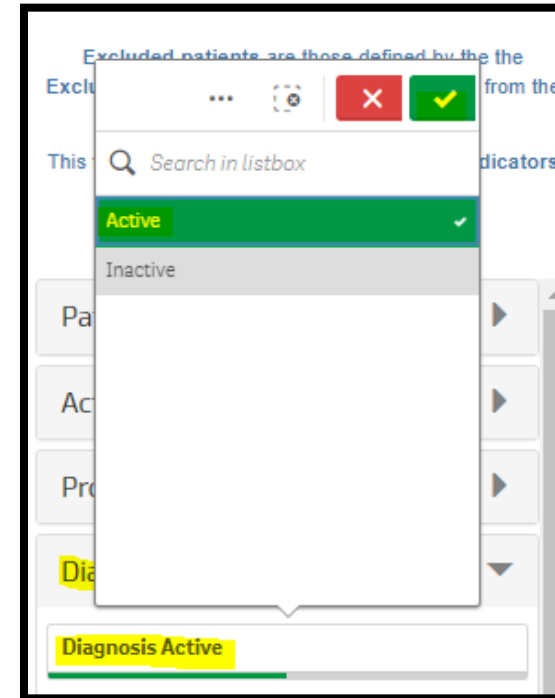 Excluded patients are those defined by the the
Exclu from the
...
This dicators
Search in listbox
Active
Inactive
Pa
Ac
Pro
Dia
Diagnosis Active